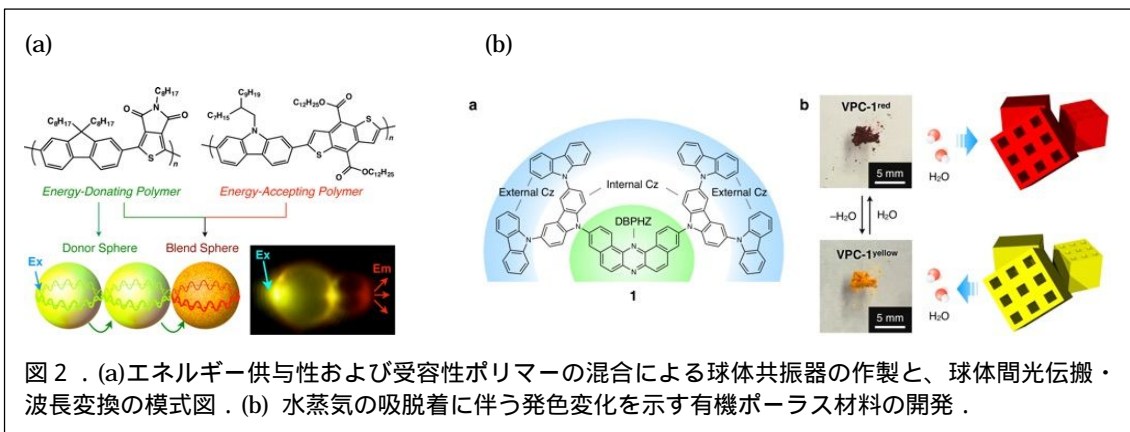 (a)
(b)
C₈H₁₇
C₈H₁₇
C₈H₁₇
O
N
O
S
n
Energy-Donating Polymer
C₉H₁₉
C₇H₁₅
N
C₁₂H₂₅O
O
S
S
O
OC₁₂H₂₅
n
Energy-Accepting Polymer
Donor Sphere
Blend Sphere
Ex
Ex
Em
a
External Cz
Internal Cz
External Cz
N
N
N
N
N
N
DBPHZ
N
N
1
b
VPC-1red
5 mm
H₂O
–H₂O
H₂O
VPC-1yellow
5 mm
H₂O
図2．(a)エネルギー供与性および受容性ポリマーの混合による球体共振器の作製と、球体間光伝搬・
波長変換の模式図．(b) 水蒸気の吸脱着に伴う発色変化を示す有機ポーラス材料の開発．